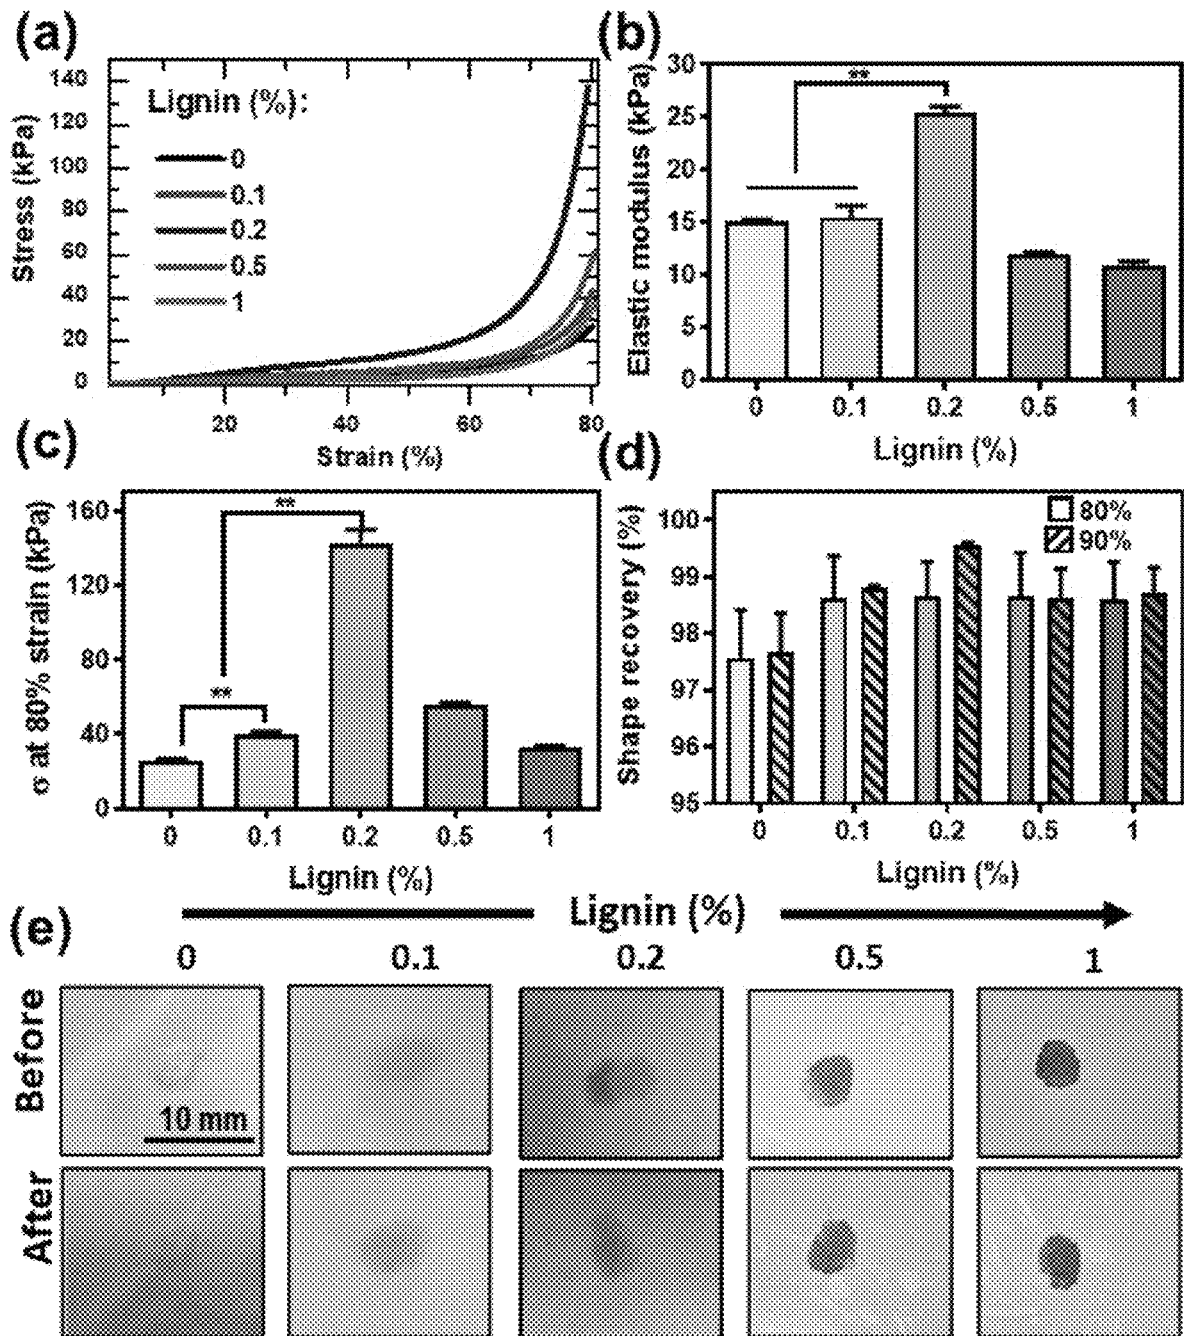 (a)
140
120
100
80
60
40
20
0
Stress (kPa)
Lignin (%):
0
0.1
0.2
0.5
1
20
40
60
80
Strain (%)
(b)
30
25
20
15
10
5
0
Elastic modulus (kPa)
**
0
0.1
0.2
0.5
1
Lignin (%)
(c)
160
120
80
40
0
σ at 80% strain (kPa)
**
**
0
0.1
0.2
0.5
1
Lignin (%)
(d)
100
99
98
97
96
95
Shape recovery (%)
80%
90%
0
0.1
0.2
0.5
1
Lignin (%)
(e)
Lignin (%)
0 0.1 0.2 0.5 1
Before
10 mm
After